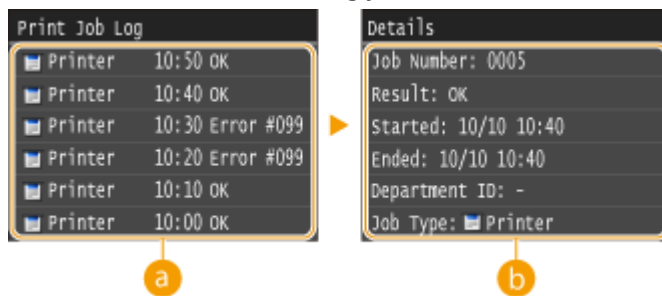 Print Job Log
Printer 10:50 OK
Printer 10:40 OK
Printer 10:30 Error #099
Printer 10:20 Error #099
Printer 10:10 OK
Printer 10:00 OK
a
Details
Job Number: 0005
Result: OK
Started: 10/10 10:40
Ended: 10/10 10:40
Department ID: -
Job Type: Printer
b